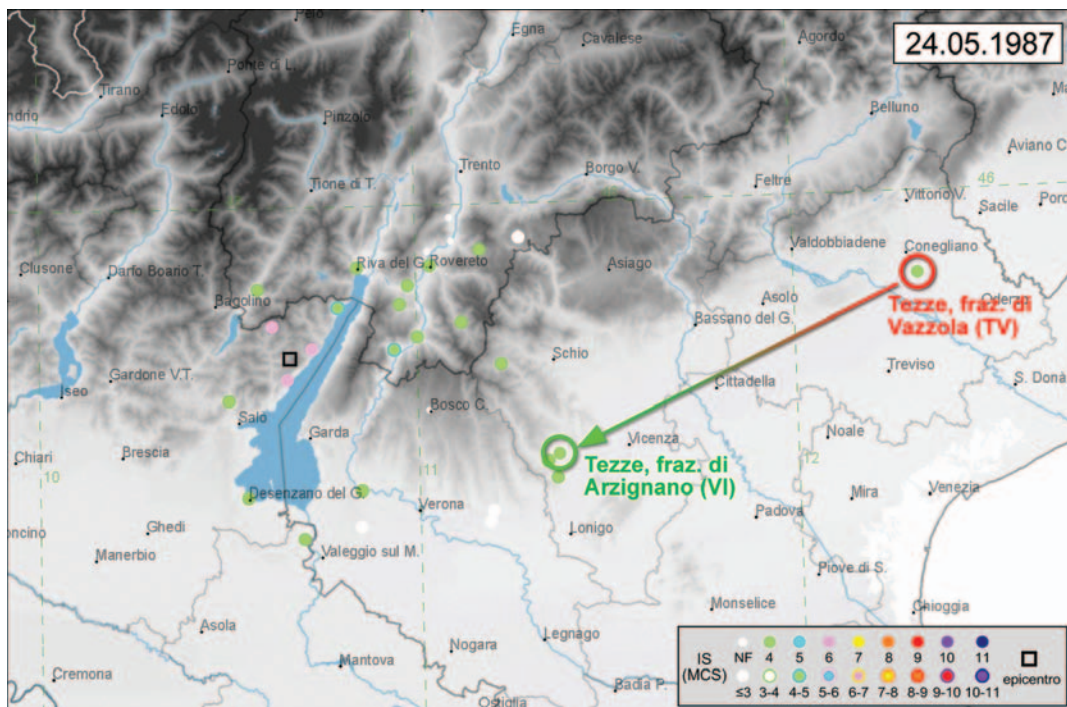 24.05.1987
Egna
Cavalese
Agordo
Ponte di L.
Tirano
Edolo
Pinzolo
Belluno
Trento
Borgo V.
Aviano C.
Tione di T.
Feltre
46
Vittorio V.
Sacile
Valdobbiadene
Conegliano
Clusone
Darfo Boario T.
Riva del G.
Rovereto
Asiago
Bagolino
Asolo
Oderzo
Tezze, fraz. di
Vazzola (TV)
Bassano del G.
Schio
Gardone V.T.
Treviso
Iseo
Cittadella
S. Donà
Salò
Bosco C.
Garda
Vicenza
Noale
Chiari
Brescia
10
11
12
Tezze, fraz. di
Arzignano (VI)
Desenzano del G.
Verona
Mira
Venezia
Padova
Ghedi
Lonigo
Manerbio
Valeggio sul M.
Piove di S.
Monselice
Chioggia
Asola
Nogara
Legnago
Mantova
Cremona
Ostiglia
Badia P.
IS
(MCS)
NF 4 5 6 7 8 9 10 11
≤3 3-4 4-5 5-6 6-7 7-8 8-9 9-10 10-11
epicentro